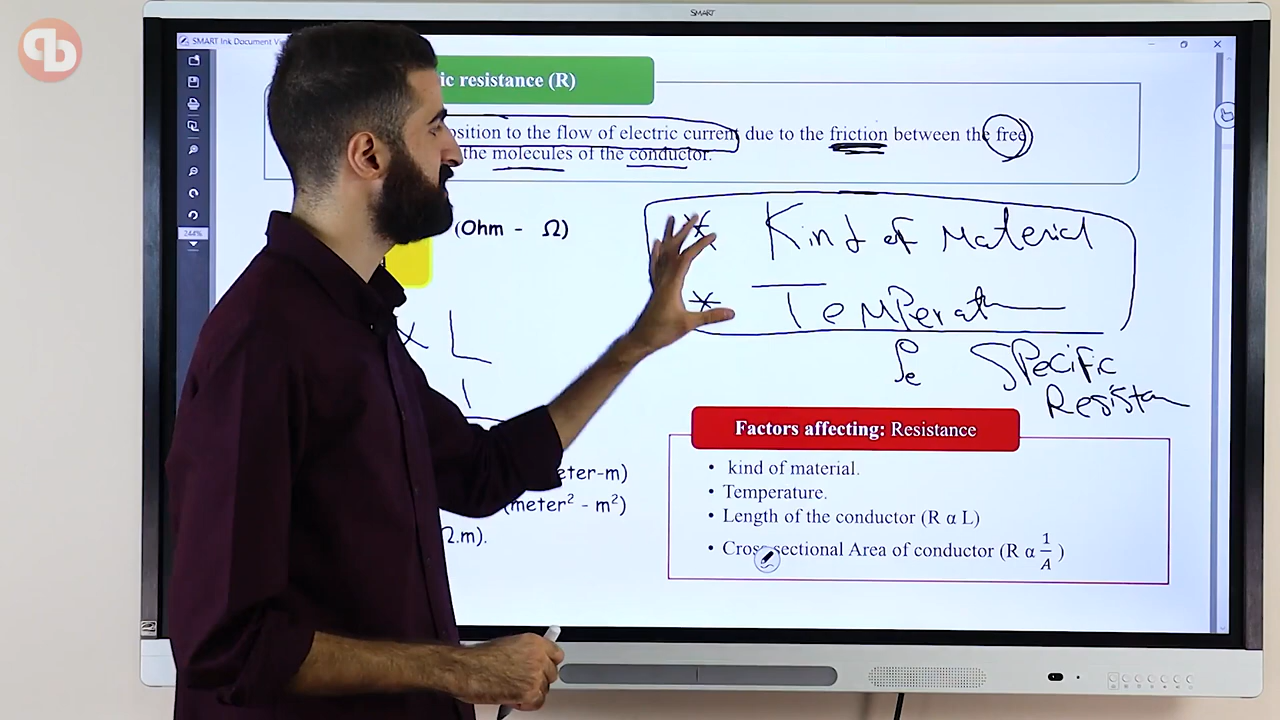 SMART
SMART Ink Document Vi
ic resistance (R)
osition to the flow of electric current due to the friction between the free
the molecules of the conductor.
244%
(Ohm - Ω)
* Kind of Material
* Temperat
x L
ρe Specific
Resistan
Factors affecting: Resistance
• kind of material.
• Temperature.
• Length of the conductor (R α L)
• Cross-sectional Area of conductor (R α 1/A)
eter-m)
(meter² - m²)
Ω.m).